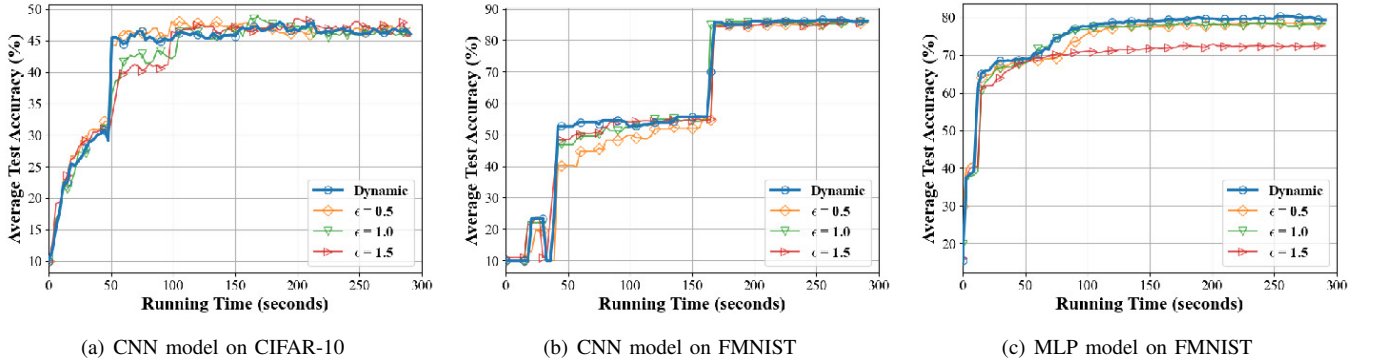 Average Test Accuracy (%)
50
45
40
35
30
25
20
15
10
0
50
100
150
200
250
300
Running Time (seconds)
Dynamic
ϵ = 0.5
ϵ = 1.0
ϵ = 1.5
(a) CNN model on CIFAR-10
Average Test Accuracy (%)
90
80
70
60
50
40
30
20
10
0
50
100
150
200
250
300
Running Time (seconds)
Dynamic
ϵ = 0.5
ϵ = 1.0
ϵ = 1.5
(b) CNN model on FMNIST
Average Test Accuracy (%)
80
70
60
50
40
30
20
0
50
100
150
200
250
300
Running Time (seconds)
Dynamic
ϵ = 0.5
ϵ = 1.0
ϵ = 1.5
(c) MLP model on FMNIST